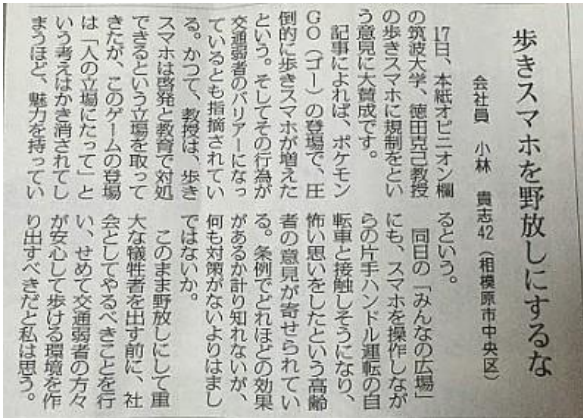 歩きスマホを野放しにするな
会社員 小林 貴志 42 (相模原市中央区)
17日、本紙オピニオン欄
の筑波大学、徳田克己教授
の歩きスマホに規制をとい
う意見に大賛成です。
記事によれば、ポケモン
GO(ゴー)の登場で、圧
倒的に歩きスマホが増えた
という。そしてその行為が
交通弱者のバリアーになっ
ているとも指摘されてい
る。かつて、教授は、歩き
スマホは啓発と教育で対処
できるという立場を取って
きたが、このゲームの登場
は「人の立場にたって」と
いう考えはかき消されてし
まうほど、魅力を持ってい
るという。
同日の「みんなの広場」
にも、スマホを操作しなが
らの片手ハンドル運転の自
転車と接触しそうになり、
怖い思いをしたという高齢
者の意見が寄せられてい
る。条例でどれほどの効果
があるか計り知れないが、
何も対策がないよりはまし
ではないか。
このまま野放しにして重
大な犠牲者を出す前に、社
会としてやるべきことを行
い、せめて交通弱者の方々
が安心して歩ける環境を作
り出すべきだと私は思う。